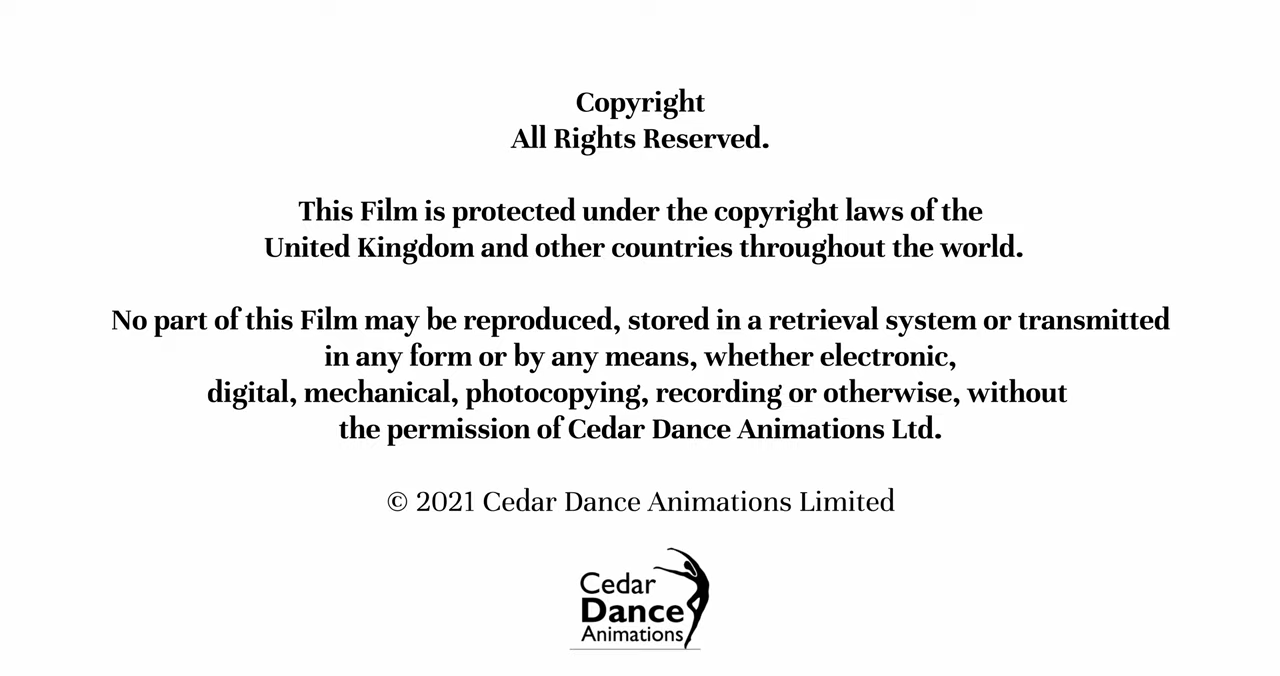 Copyright
All Rights Reserved.
This Film is protected under the copyright laws of the
United Kingdom and other countries throughout the world.
No part of this Film may be reproduced, stored in a retrieval system or transmitted
in any form or by any means, whether electronic,
digital, mechanical, photocopying, recording or otherwise, without
the permission of Cedar Dance Animations Ltd.
© 2021 Cedar Dance Animations Limited
Cedar
Dance
Animations